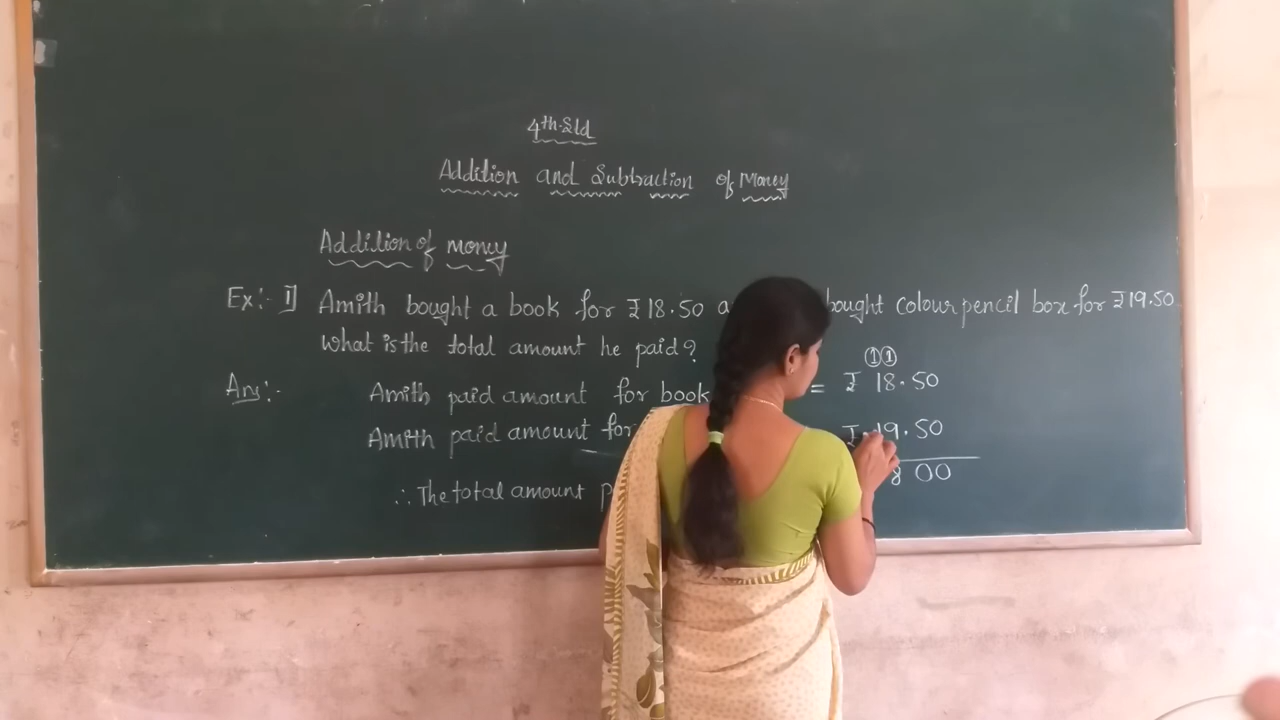 4th-Std
Addition and Subtraction of Money
Addition of money
Ex:- 1] Amith bought a book for ₹18.50 bought colour pencil box for ₹19.50
What is the total amount he paid?
①①
Ans:- Amith paid amount for book = ₹ 18.50
Amith paid amount for ₹ 19.50
8 00
∴ The total amount